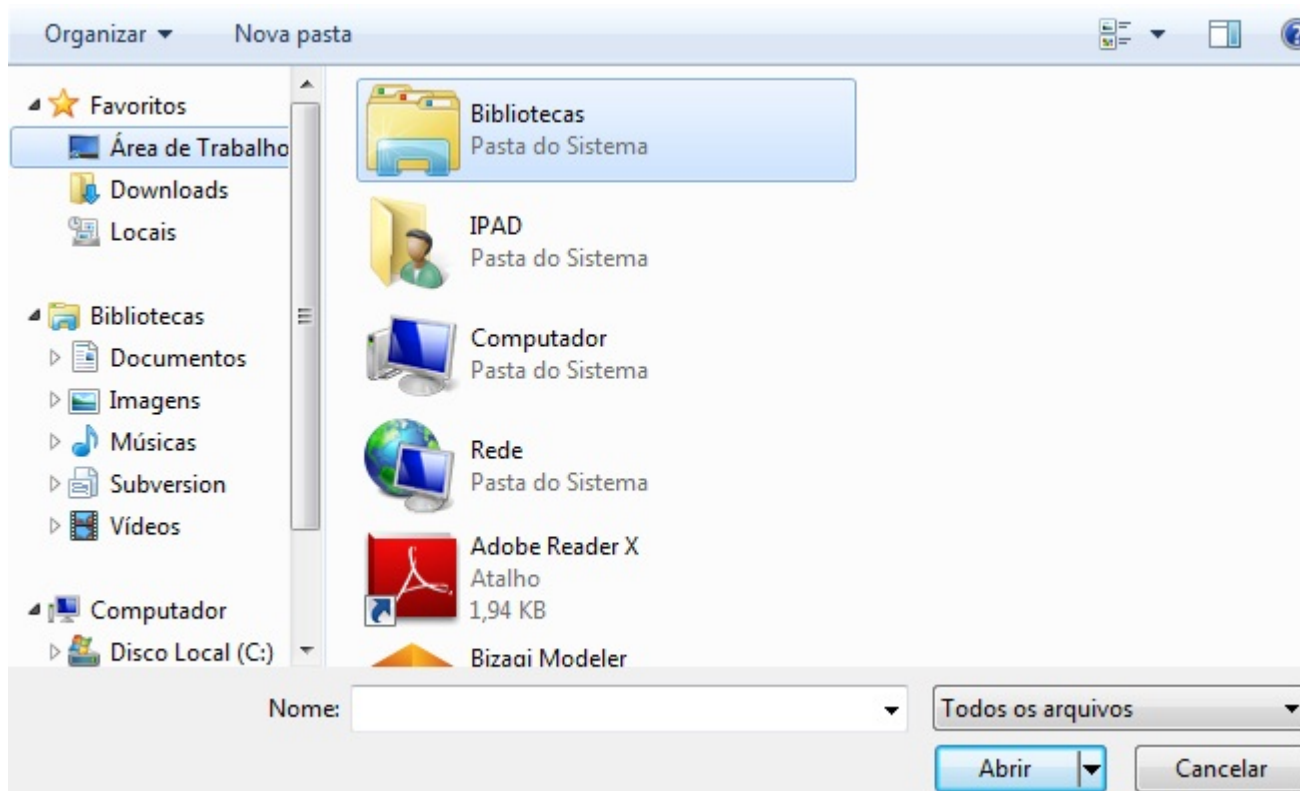 Organizar Nova pasta
Favoritos
Área de Trabalho
Downloads
Locais
Bibliotecas
Documentos
Imagens
Músicas
Subversion
Vídeos
Computador
Disco Local (C:)
Bibliotecas
Pasta do Sistema
IPAD
Pasta do Sistema
Computador
Pasta do Sistema
Rede
Pasta do Sistema
Adobe Reader X
Atalho
1,94 KB
Bizagi Modeler
Nome: Todos os arquivos
Abrir Cancelar